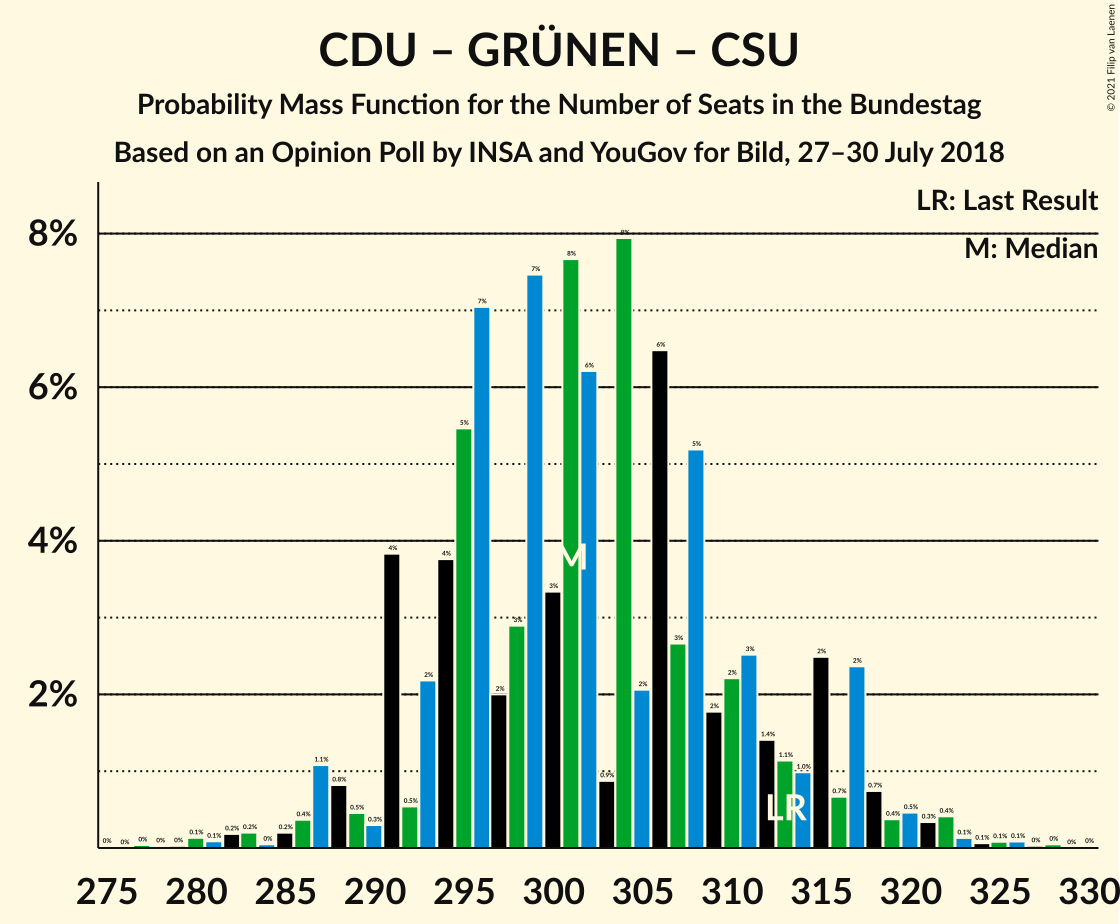 CDU – GRÜNEN – CSU
Probability Mass Function for the Number of Seats in the Bundestag
Based on an Opinion Poll by INSA and YouGov for Bild, 27–30 July 2018
© 2021 Filip van Laenen
LR: Last Result
M: Median
8%
6%
4%
2%
0% 0% 0% 0% 0% 0.1% 0.1% 0.2% 0.2% 0% 0.2% 0.4% 1.1% 0.8% 0.5% 0.3% 4% 0.5% 2% 4% 5% 7% 2% 3% 7% 3% 8% 6% 0.9% 8% 2% 6% 3% 5% 2% 2% 3% 1.4% 1.1% 1.0% 2% 0.7% 2% 0.7% 0.4% 0.5% 0.3% 0.4% 0.1% 0.1% 0.1% 0.1% 0% 0% 0% 0%
M
LR
275 280 285 290 295 300 305 310 315 320 325 330